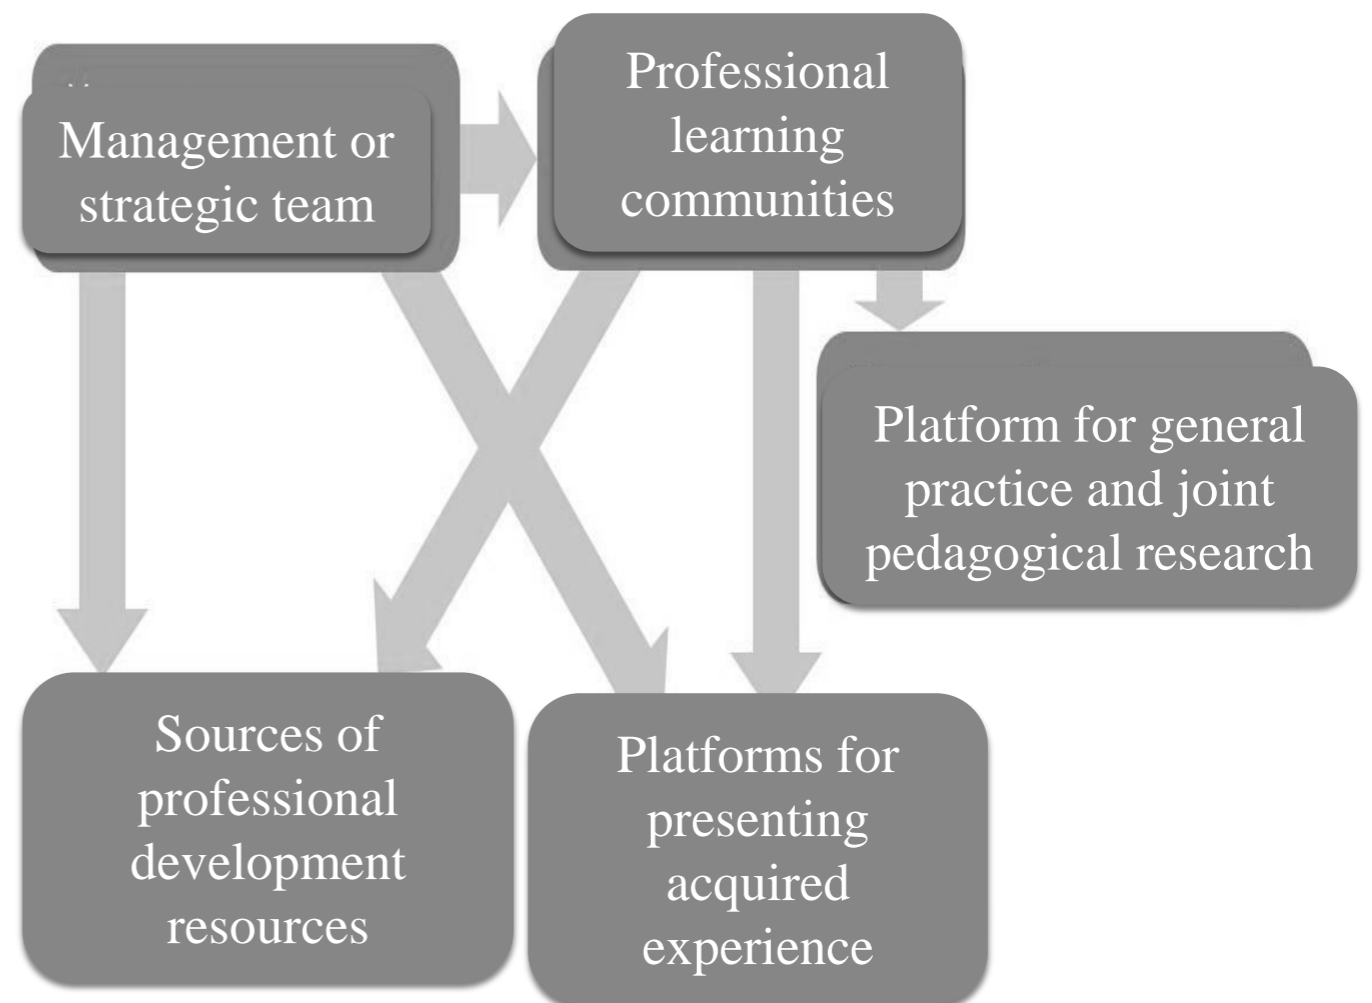 Management or
strategic team
Professional
learning
communities
Platform for general
practice and joint
pedagogical research
Sources of
professional
development
resources
Platforms for
presenting
acquired
experience